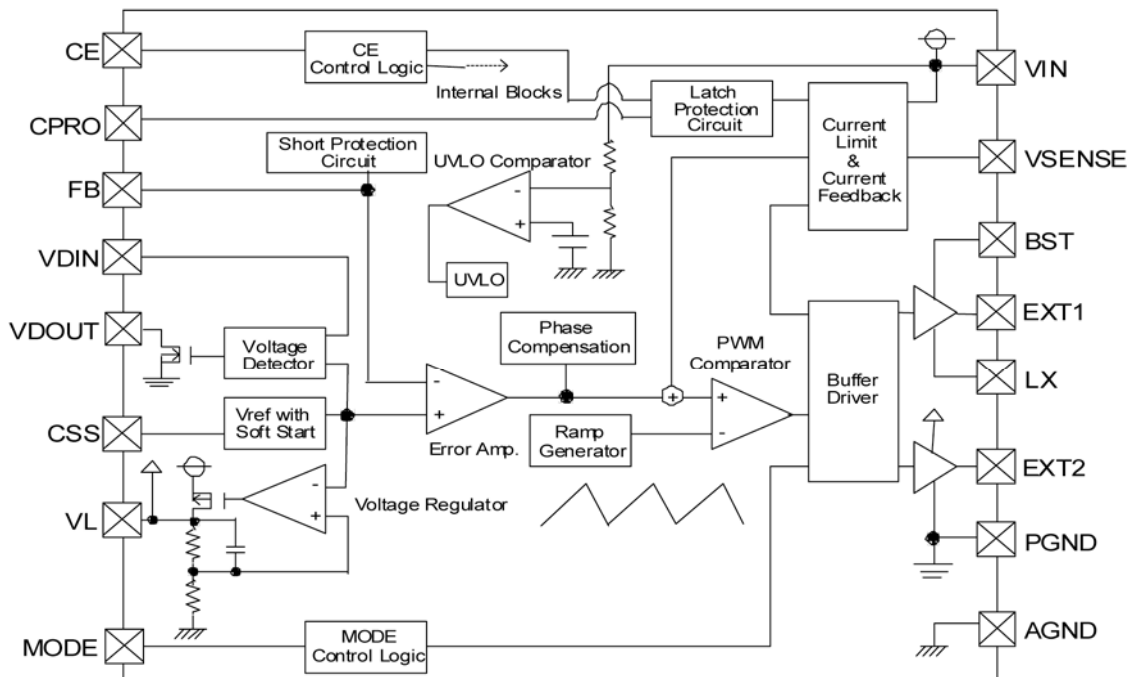 CE
CE
Control Logic
Internal Blocks
VIN
Latch
Protection
Circuit
CPRO
Current
Limit
&
Current
Feedback
Short Protection
Circuit
UVLO Comparator
VSENSE
FB
-
+
BST
VDIN
UVLO
EXT1
VDOUT
Voltage
Detector
Phase
Compensation
PWM
Comparator
LX
Buffer
Driver
-
+
+
+
-
CSS
Vref with
Soft Start
Error Amp.
Ramp
Generator
EXT2
-
+
Voltage Regulator
VL
PGND
MODE
MODE
Control Logic
AGND